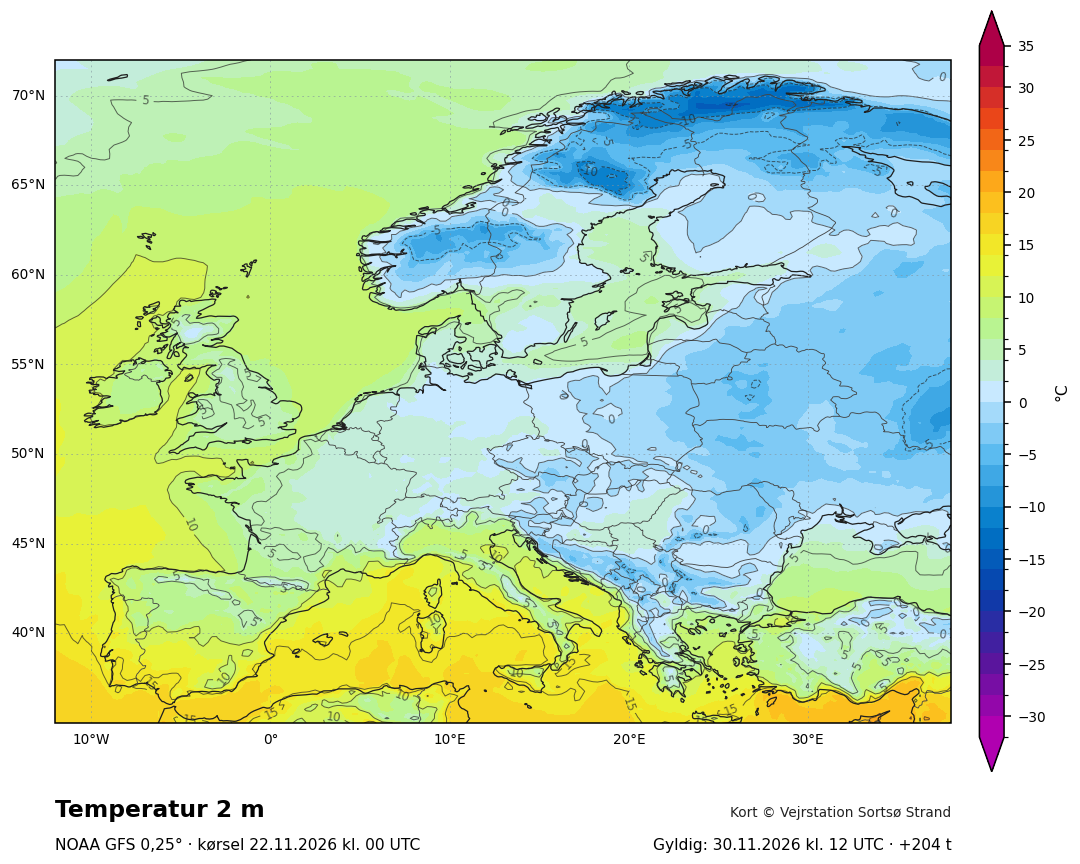 70°N
65°N
60°N
55°N
50°N
45°N
40°N
10°W
0°
10°E
20°E
30°E
35
30
25
20
15
10
5
0
−5
−10
−15
−20
−25
−30
°C
Temperatur 2 m
Kort © Vejrstation Sortsø Strand
NOAA GFS 0,25° · kørsel 22.11.2026 kl. 00 UTC
Gyldig: 30.11.2026 kl. 12 UTC · +204 t